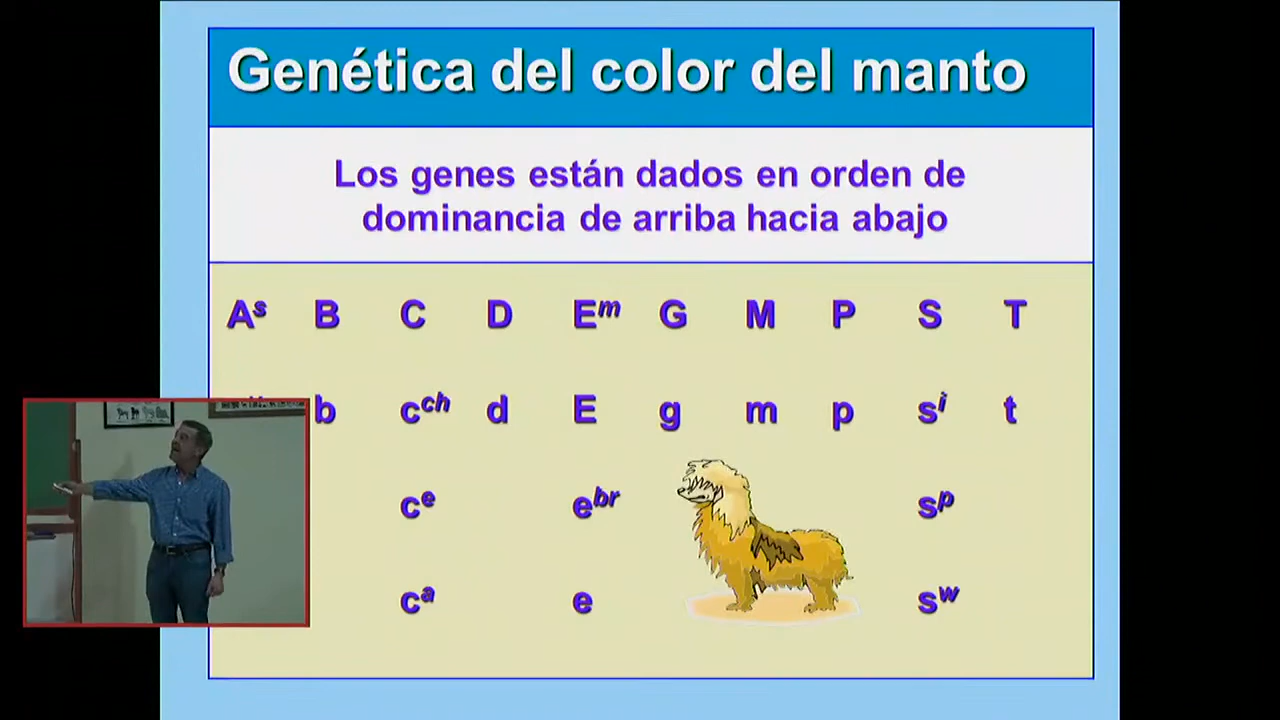 Genética del color del manto
Los genes están dados en orden de
dominancia de arriba hacia abajo
Aˢ B C D Eᵐ G M P S T
b cᶜʰ d E g m p sⁱ t
cᵉ eᵇʳ sᵖ
cᵃ e sʷ